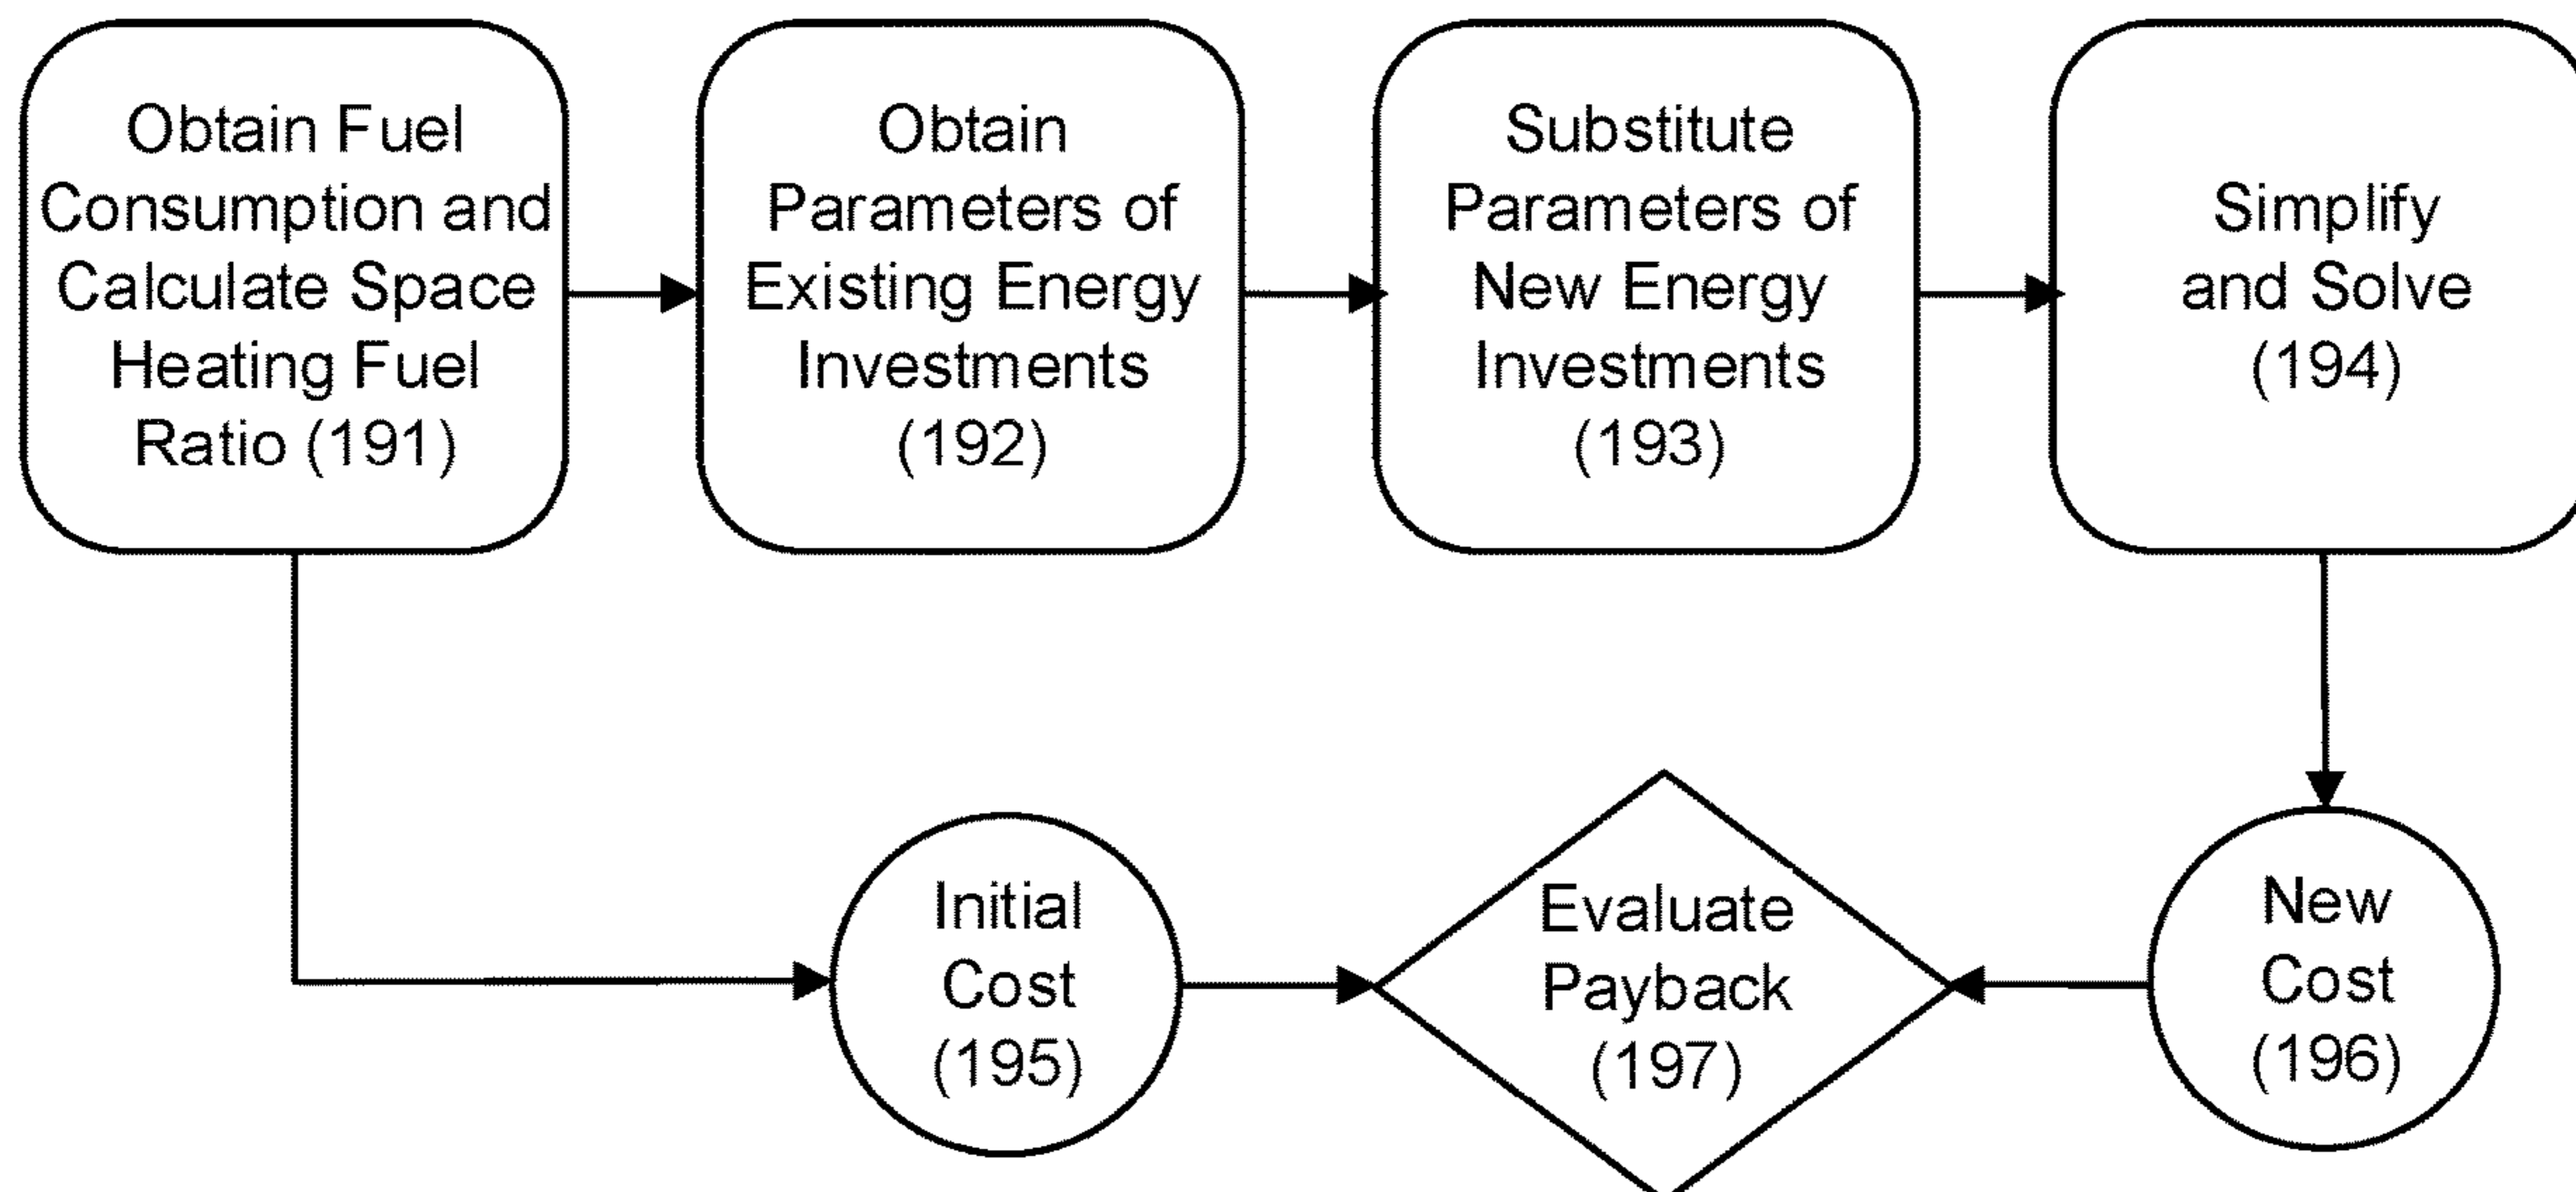 Obtain Fuel
Consumption and
Calculate Space
Heating Fuel
Ratio (191)
Obtain
Parameters of
Existing Energy
Investments
(192)
Substitute
Parameters of
New Energy
Investments
(193)
Simplify
and Solve
(194)
Initial
Cost
(195)
Evaluate
Payback
(197)
New
Cost
(196)